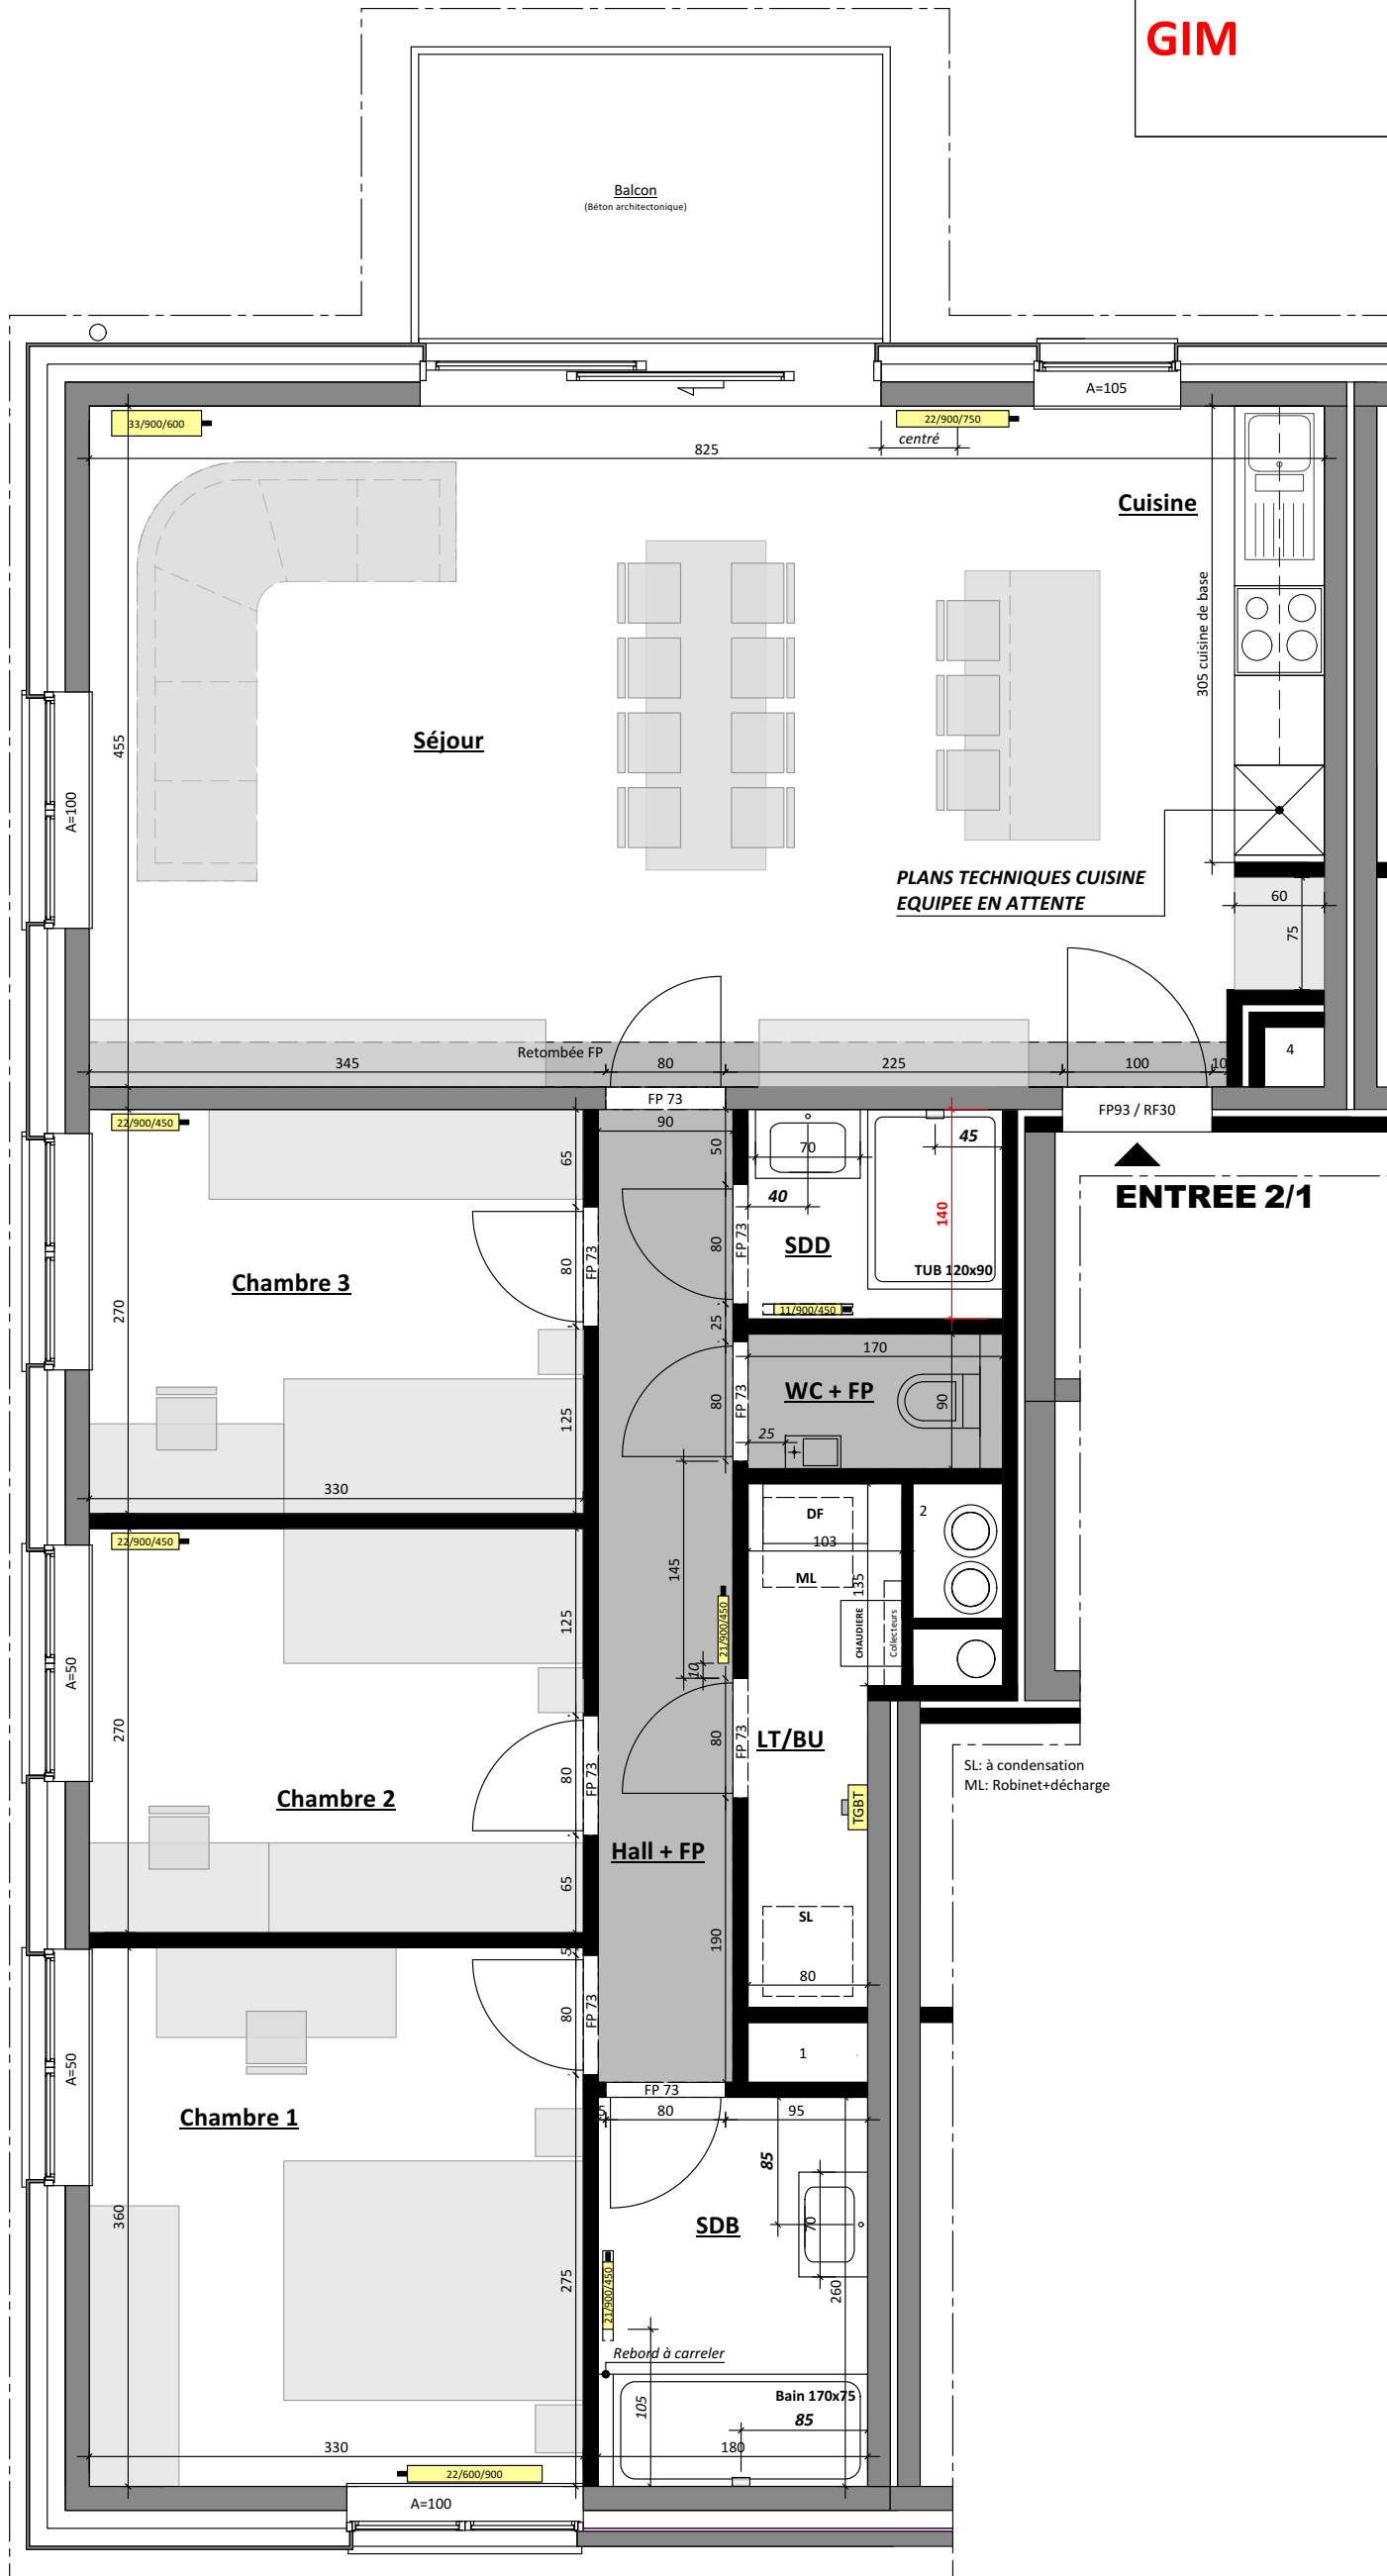 GIM
Balcon
(Béton architectonique)
A=105
33/900/600
22/900/750
centré
825
Cuisine
305 cuisine de base
Séjour
455
A=100
PLANS TECHNIQUES CUISINE
EQUIPEE EN ATTENTE
60
75
Retombée FP
345
80
225
100
10
4
FP 73
FP93 / RF30
22/900/450
90
50
70
45
65
40
140
ENTREE 2/1
80
FP 73
80
FP 73
SDD
TUB 120x90
Chambre 3
270
11/900/450
25
170
WC + FP
80
FP 73
90
125
25
330
22/900/450
DF
2
103
ML
145
135
125
21/900/450
CHAUDIERE
Collecteurs
10
A=50
270
80
FP 73
LT/BU
SL: à condensation
ML: Robinet+décharge
80
FP 73
Chambre 2
TGBT
Hall + FP
65
SL
190
5
80
80
FP 73
A=50
1
FP 73
5
80
95
Chambre 1
85
360
SDB
70
275
260
21/900/450
Rebord à carreler
Bain 170x75
105
85
330
180
22/600/900
A=100